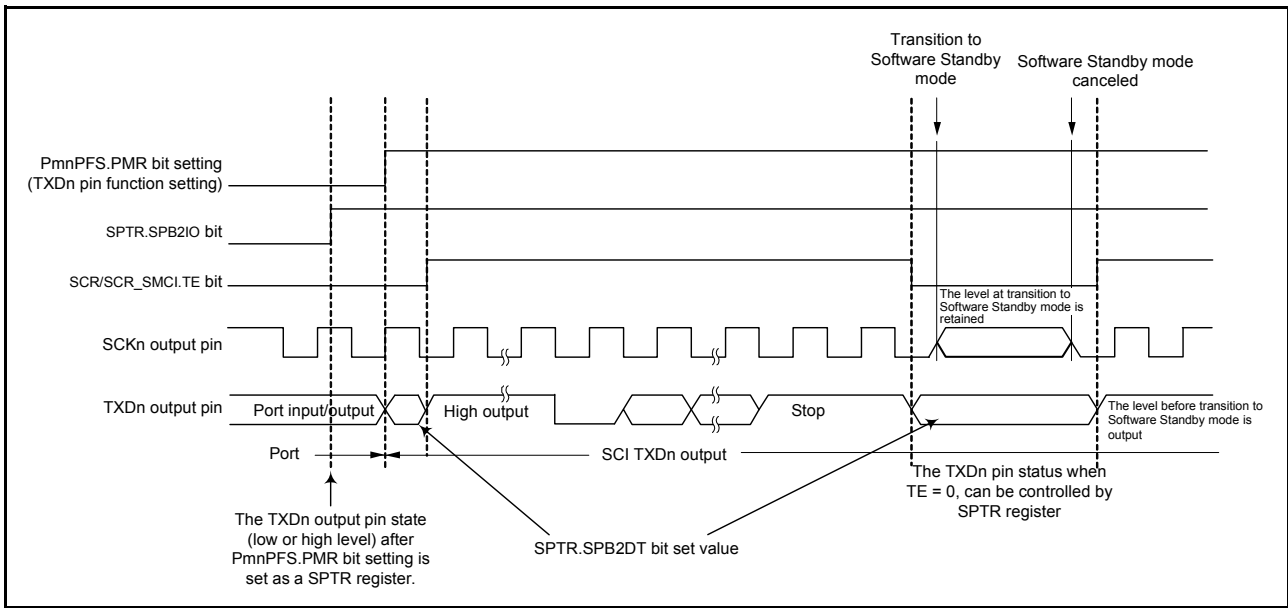 Transition to
Software Standby
mode
Software Standby mode
canceled
PmnPFS.PMR bit setting
(TXDn pin function setting)
SPTR.SPB2IO bit
SCR/SCR_SMCI.TE bit
The level at transition to
Software Standby mode is
retained
SCKn output pin
TXDn output pin
Port input/output
High output
Stop
The level before transition to
Software Standby mode is
output
Port
SCI TXDn output
The TXDn pin status when
TE = 0, can be controlled by
SPTR register
The TXDn output pin state
(low or high level) after
PmnPFS.PMR bit setting is
set as a SPTR register.
SPTR.SPB2DT bit set value